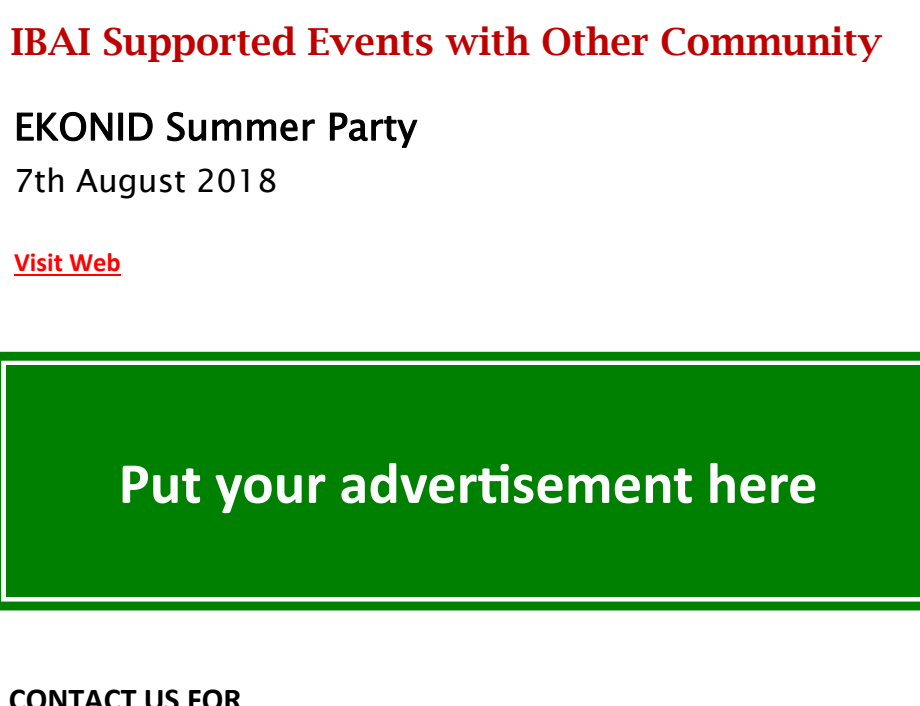 IBAI Supported Events with Other Community
EKONID Summer Party
7th August 2018
Visit Web
Put your advertisement here
CONTACT US FOR